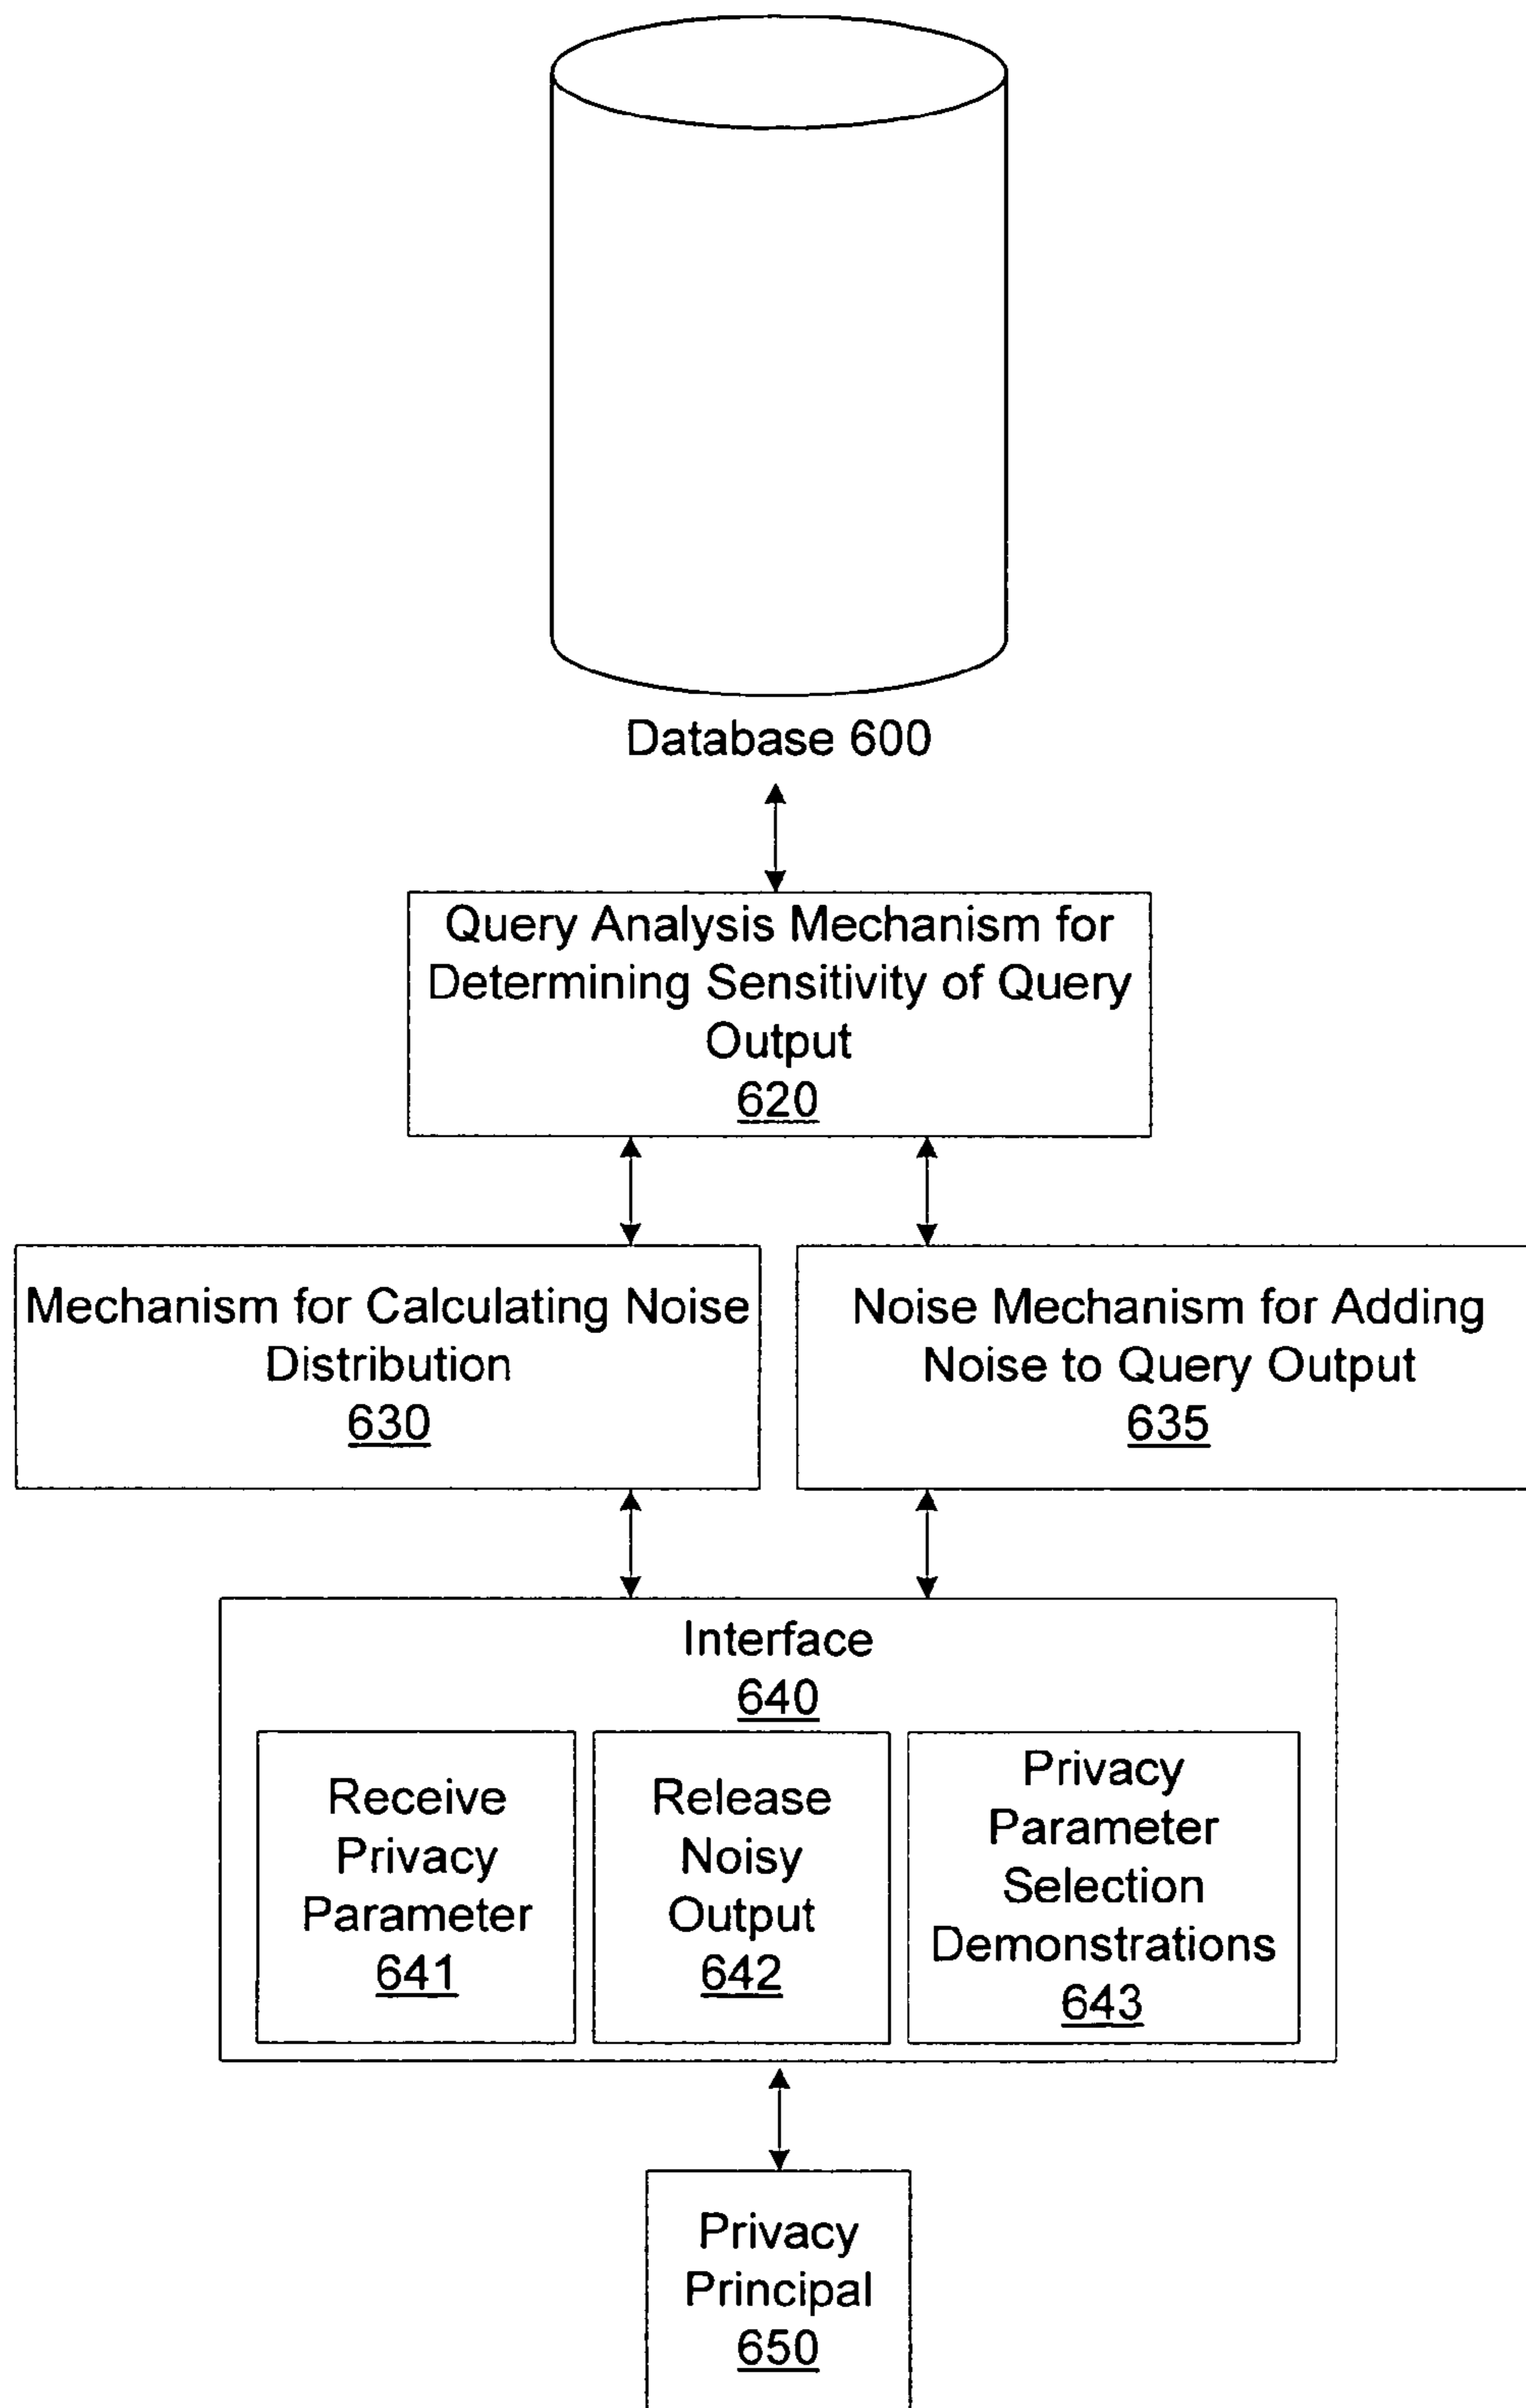 Database 600
Query Analysis Mechanism for
Determining Sensitivity of Query
Output
620
Mechanism for Calculating Noise
Distribution
630
Noise Mechanism for Adding
Noise to Query Output
635
Interface
640
Receive
Privacy
Parameter
641
Release
Noisy
Output
642
Privacy
Parameter
Selection
Demonstrations
643
Privacy
Principal
650